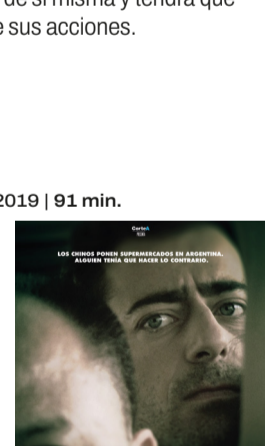 de sí misma y tendrá que
e sus acciones.
2019 | 91 min.
LOS CHINOS PONEN SUPERMERCADOS EN ARGENTINA.
ALGUIEN TENÍA QUE HACER LO CONTRARIO.